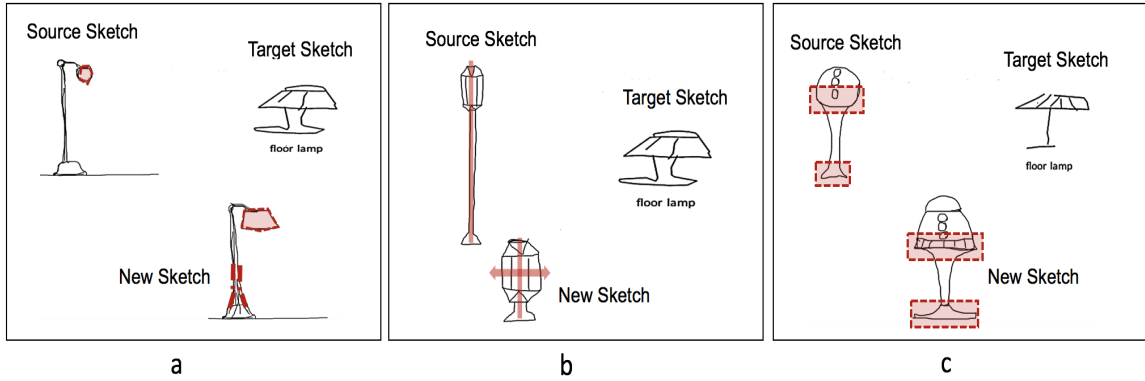 Source Sketch
Target Sketch
floor lamp
New Sketch
a
Source Sketch
Target Sketch
floor lamp
New Sketch
b
Source Sketch
Target Sketch
floor lamp
New Sketch
c